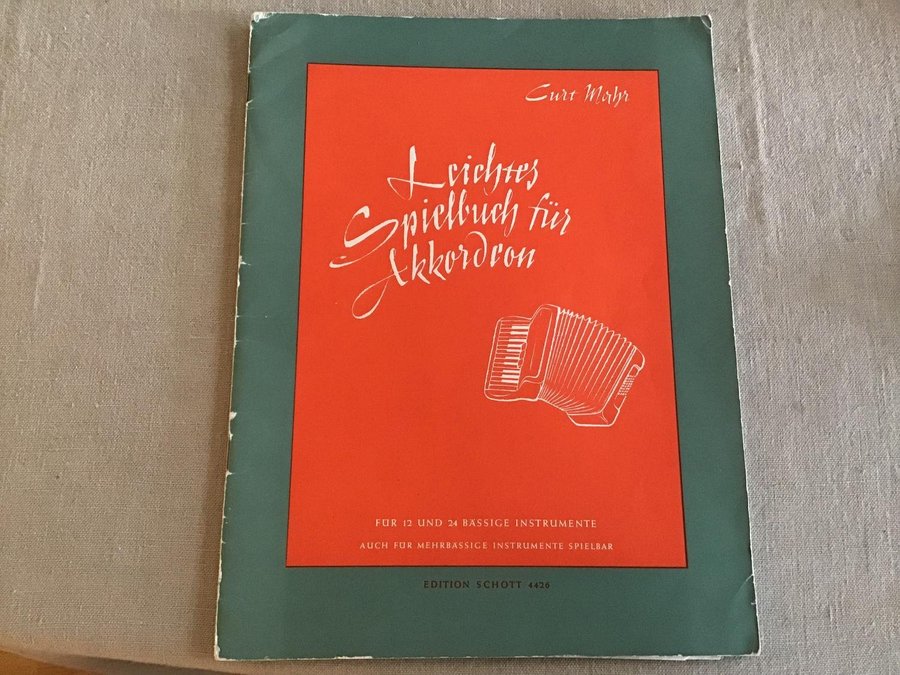 Curt Mahr
Leichtes
Spielbuch für
Akkordeon
FÜR 12 UND 24 BÄSSIGE INSTRUMENTE
AUCH FÜR MEHRBÄSSIGE INSTRUMENTE SPIELBAR
EDITION SCHOTT 4426